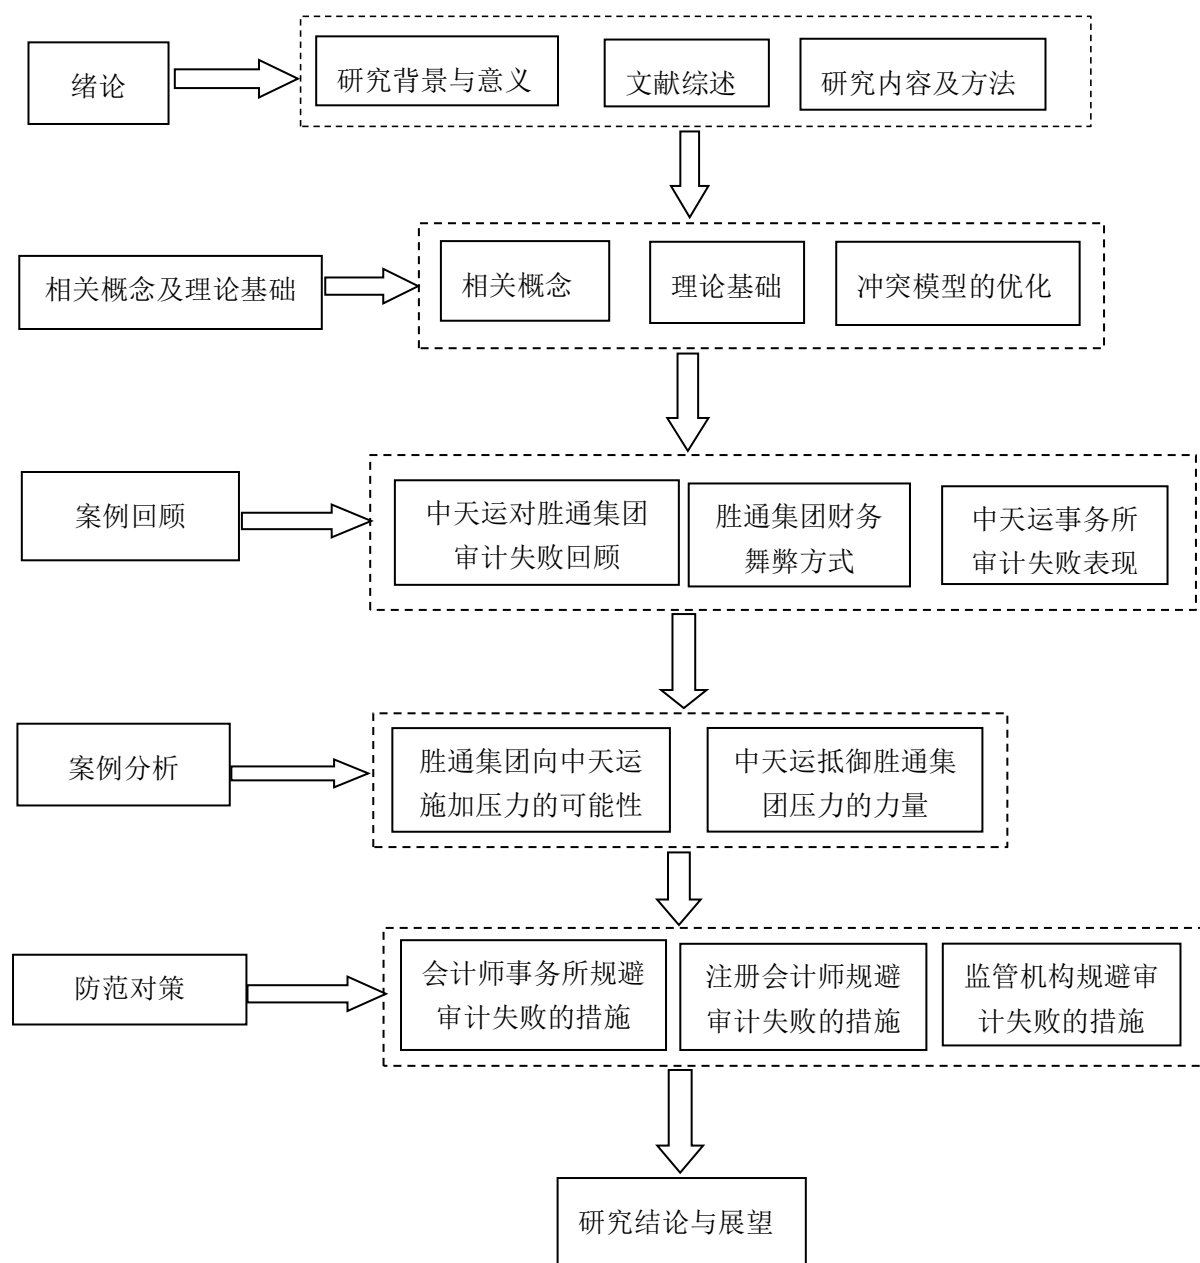 绪论
研究背景与意义
文献综述
研究内容及方法
相关概念及理论基础
相关概念
理论基础
冲突模型的优化
案例回顾
中天运对胜通集团
审计失败回顾
胜通集团财务
舞弊方式
中天运事务所
审计失败表现
案例分析
胜通集团向中天运
施加压力的可能性
中天运抵御胜通集
团压力的力量
防范对策
会计师事务所规避
审计失败的措施
注册会计师规避
审计失败的措施
监管机构规避审
计失败的措施
研究结论与展望